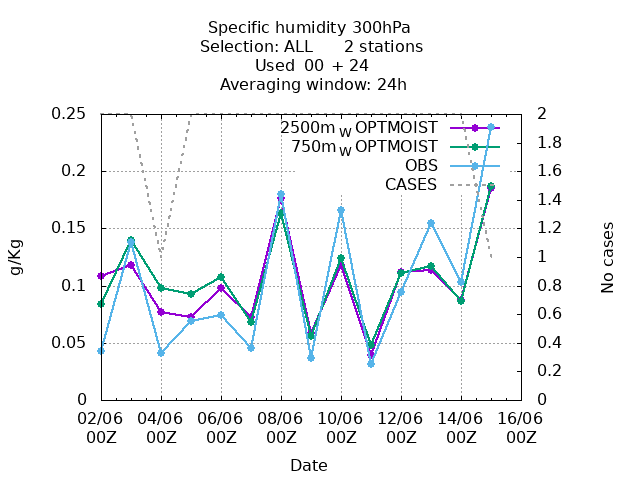 Specific humidity 300hPa
Selection: ALL 2 stations
Used 00 + 24
Averaging window: 24h
0.25
0.2
0.15
0.1
0.05
0
g/Kg
2500m W OPTMOIST
750m W OPTMOIST
OBS
CASES
2
1.8
1.6
1.4
1.2
1
0.8
0.6
0.4
0.2
0
No cases
02/06 04/06 06/06 08/06 10/06 12/06 14/06 16/06
00Z 00Z 00Z 00Z 00Z 00Z 00Z 00Z
Date